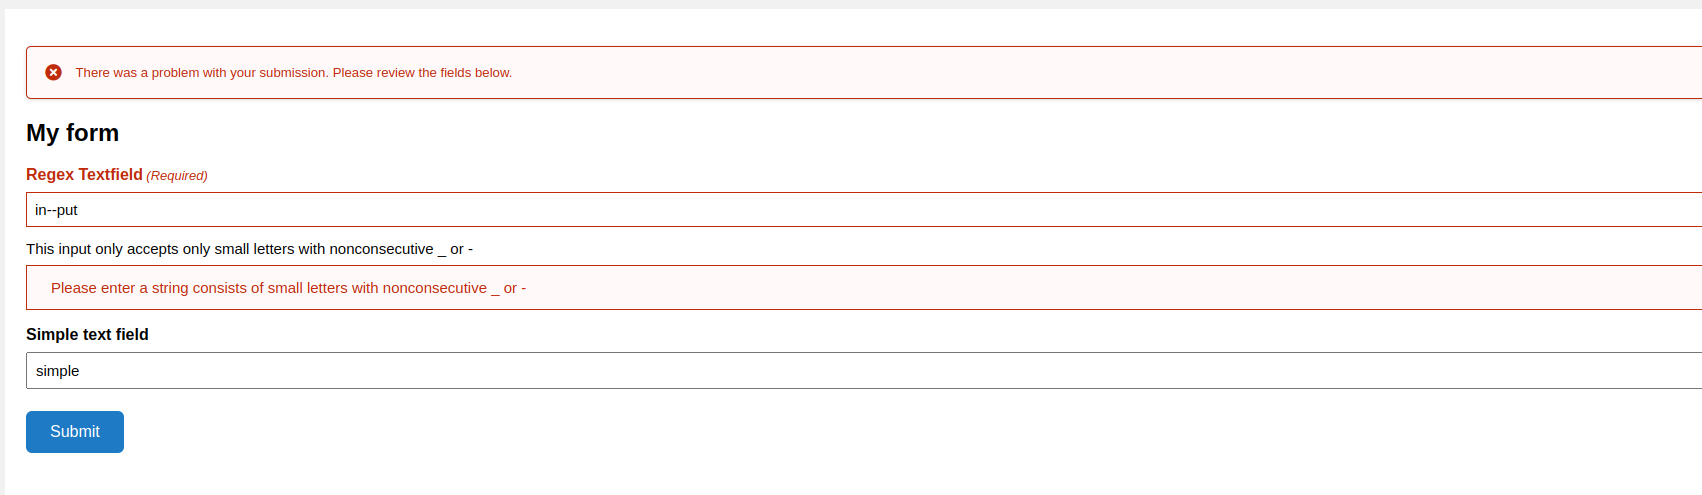 There was a problem with your submission. Please review the fields below.
My form
Regex Textfield (Required)
in--put
This input only accepts only small letters with nonconsecutive _ or -
Please enter a string consists of small letters with nonconsecutive _ or -
Simple text field
simple
Submit